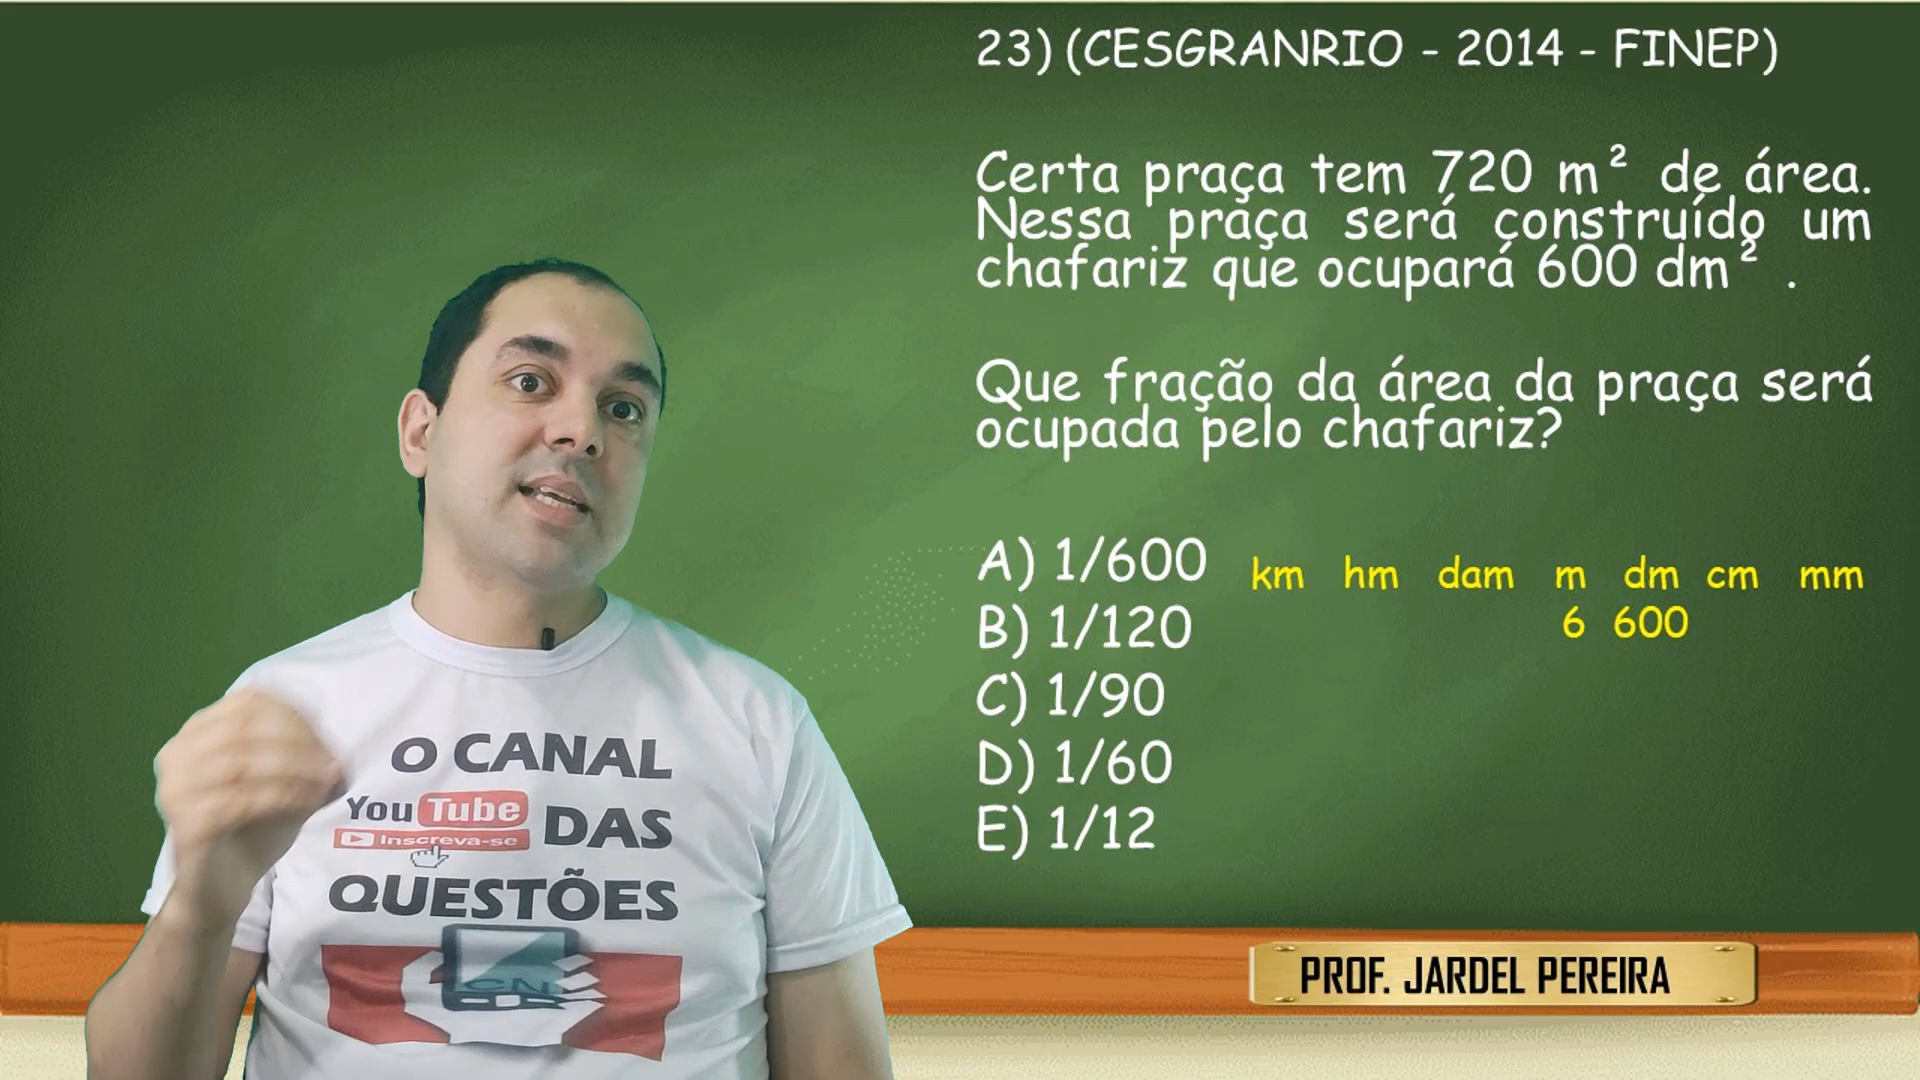 23) (CESGRANRIO - 2014 - FINEP)
Certa praça tem 720 m² de área.
Nessa praça será construído um
chafariz que ocupará 600 dm² .
Que fração da área da praça será
ocupada pelo chafariz?
A) 1/600
B) 1/120
C) 1/90
D) 1/60
E) 1/12
km hm dam m dm cm mm
6 600
O CANAL
YouTube DAS
Inscreva-se
QUESTÕES
CN
PROF. JARDEL PEREIRA